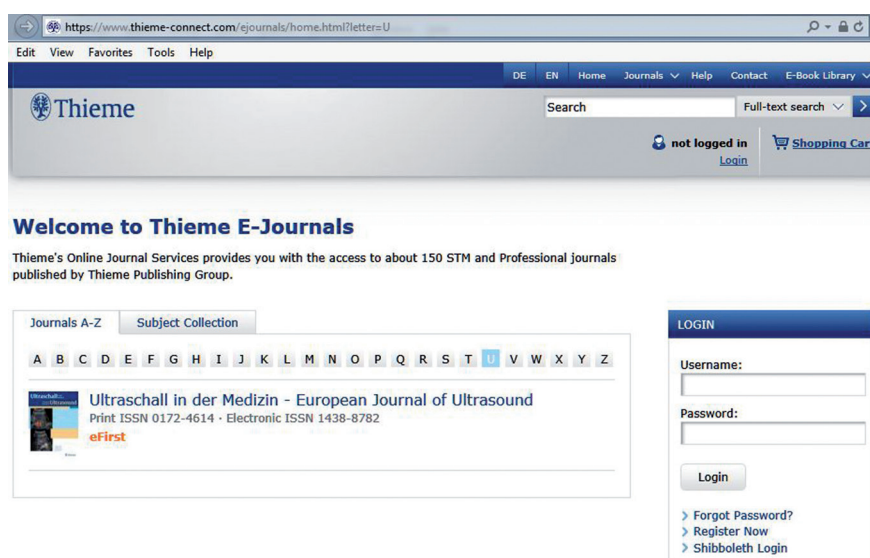 https://www.thieme-connect.com/ejournals/home.html?letter=U
Edit View Favorites Tools Help
DE EN Home Journals Help Contact E-Book Library
Thieme
Search Full-text search
not logged in Shopping Car
Login
Welcome to Thieme E-Journals
Thieme's Online Journal Services provides you with the access to about 150 STM and Professional journals
published by Thieme Publishing Group.
Journals A-Z Subject Collection
A B C D E F G H I J K L M N O P Q R S T U V W X Y Z
Ultraschall in der Medizin - European Journal of Ultrasound
Print ISSN 0172-4614 · Electronic ISSN 1438-8782
eFirst
LOGIN
Username:
Password:
Login
Forgot Password?
Register Now
Shibboleth Login